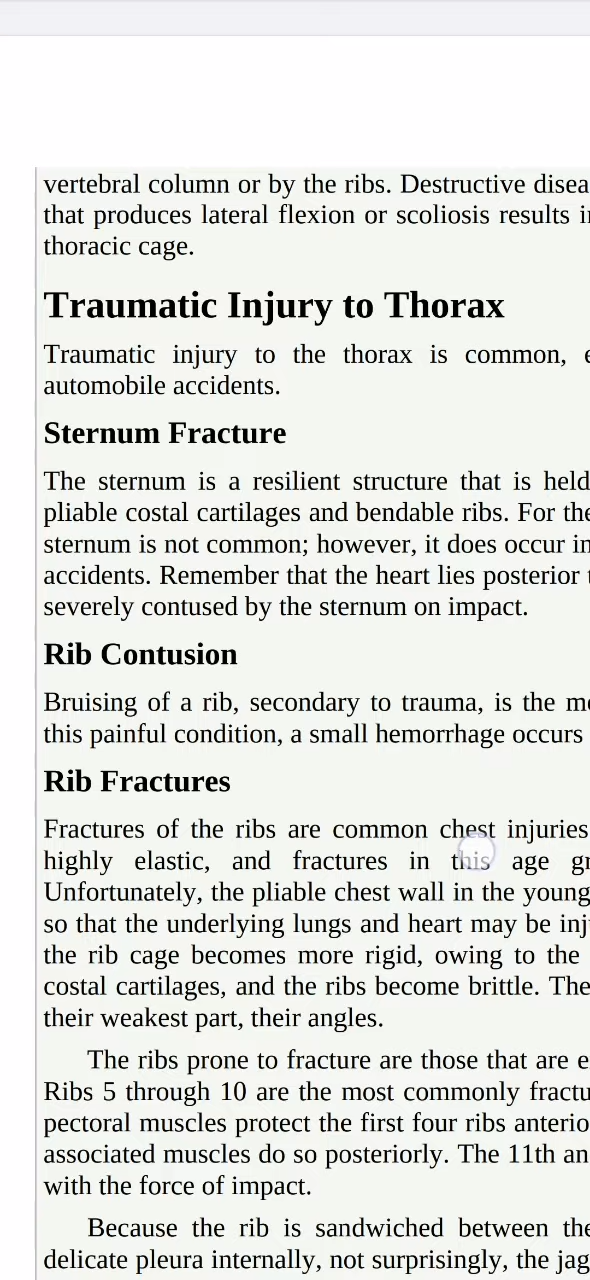 vertebral column or by the ribs. Destructive
that produces lateral flexion or scoliosis results
thoracic cage.
Traumatic Injury to Thorax
Traumatic injury to the thorax is common,
automobile accidents.
Sternum Fracture
The sternum is a resilient structure that is held
pliable costal cartilages and bendable ribs. For the
sternum is not common; however, it does occur in
accidents. Remember that the heart lies posterior
severely contused by the sternum on impact.
Rib Contusion
Bruising of a rib, secondary to trauma, is the
this painful condition, a small hemorrhage occurs
Rib Fractures
Fractures of the ribs are common chest injuries
highly elastic, and fractures in this age
Unfortunately, the pliable chest wall in the young
so that the underlying lungs and heart may be
the rib cage becomes more rigid, owing to the
costal cartilages, and the ribs become brittle. The
their weakest part, their angles.
The ribs prone to fracture are those that are
Ribs 5 through 10 are the most commonly
pectoral muscles protect the first four ribs
associated muscles do so posteriorly. The 11th
with the force of impact.
Because the rib is sandwiched between the
delicate pleura internally, not surprisingly, the